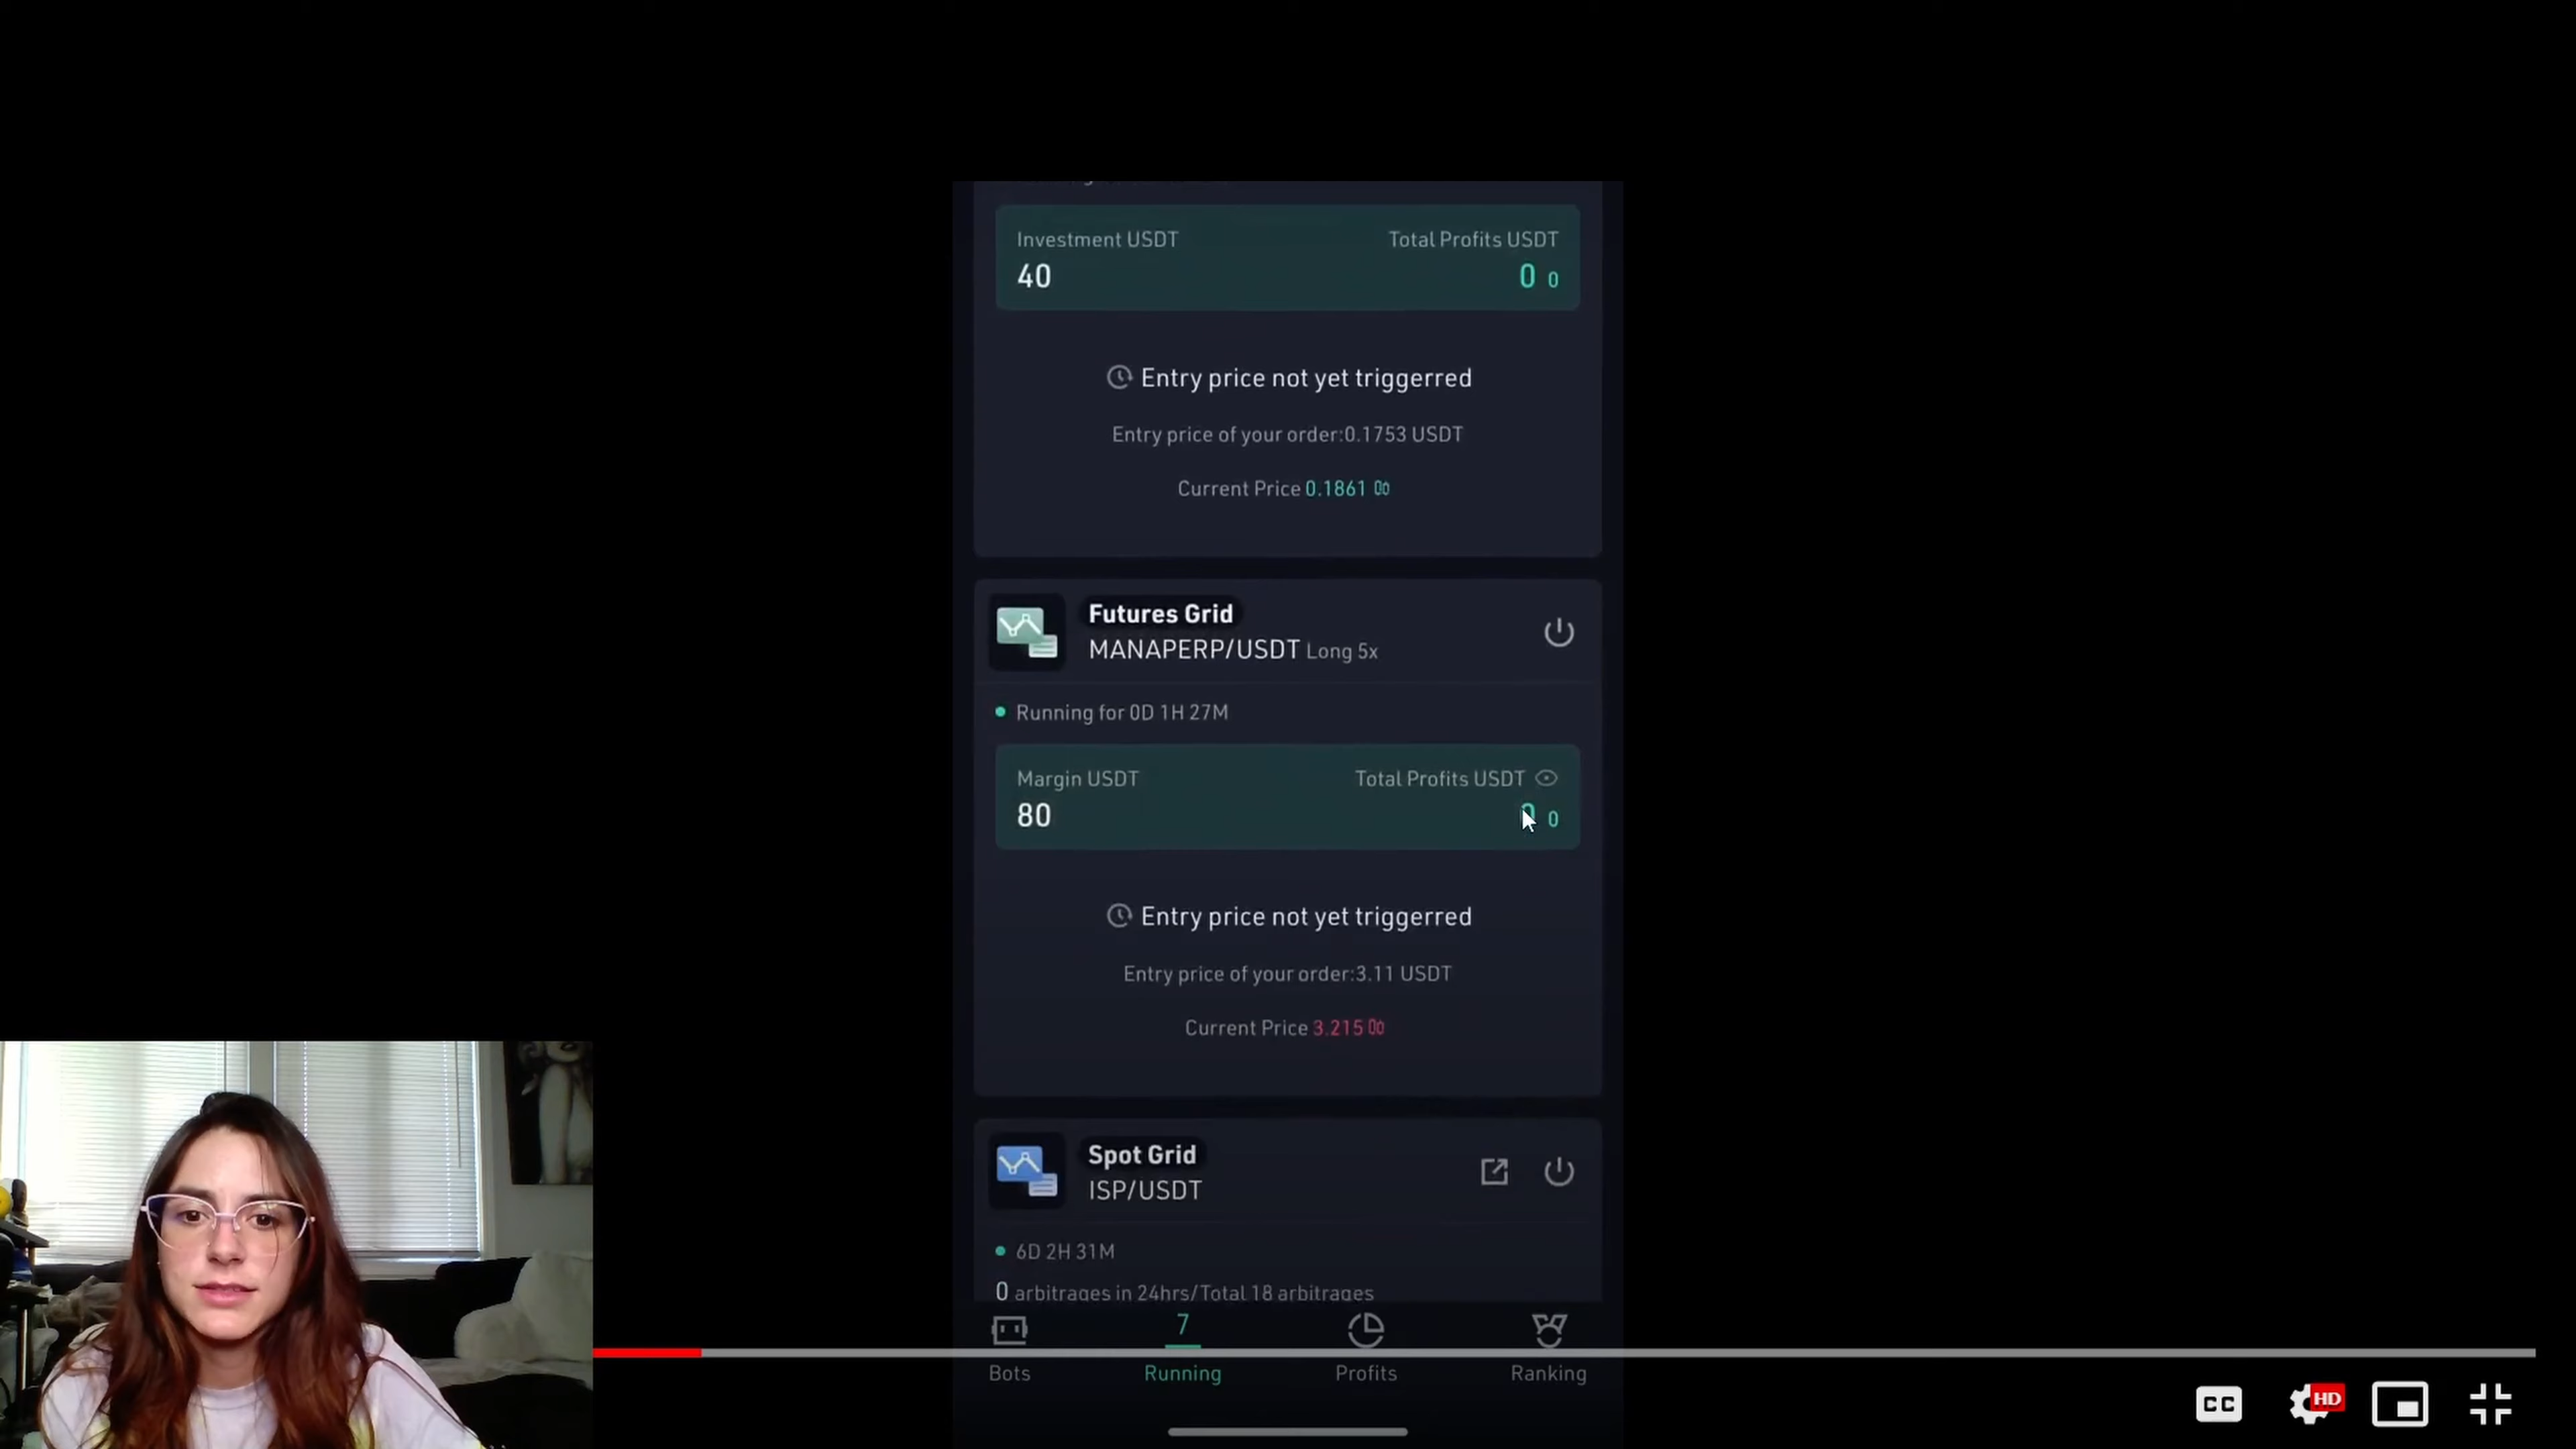 Investment USDT Total Profits USDT
40 0 0
Entry price not yet triggerred
Entry price of your order:0.1753 USDT
Current Price 0.1861
Futures Grid
MANAPERP/USDT Long 5x
Running for 0D 1H 27M
Margin USDT Total Profits USDT
80 0 0
Entry price not yet triggerred
Entry price of your order:3.11 USDT
Current Price 3.215
Spot Grid
ISP/USDT
6D 2H 31M
0 arbitrages in 24hrs/Total 18 arbitrages
7
Bots Running Profits Ranking
CC HD